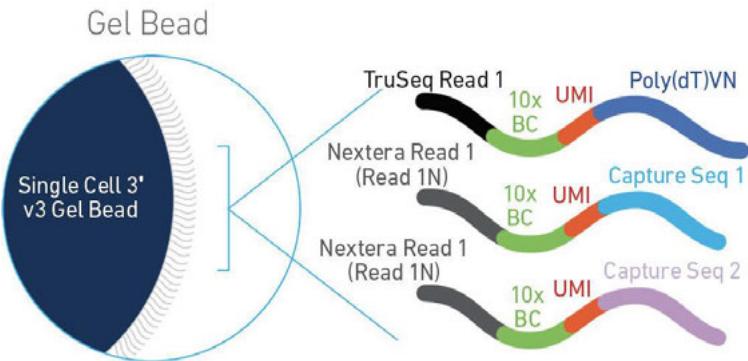 Gel Bead
Single Cell 3'
v3 Gel Bead
TruSeq Read 1
10x
BC
UMI
Poly(dT)VN
Nextera Read 1
(Read 1N)
10x
BC
UMI
Capture Seq 1
Nextera Read 1
(Read 1N)
10x
BC
UMI
Capture Seq 2